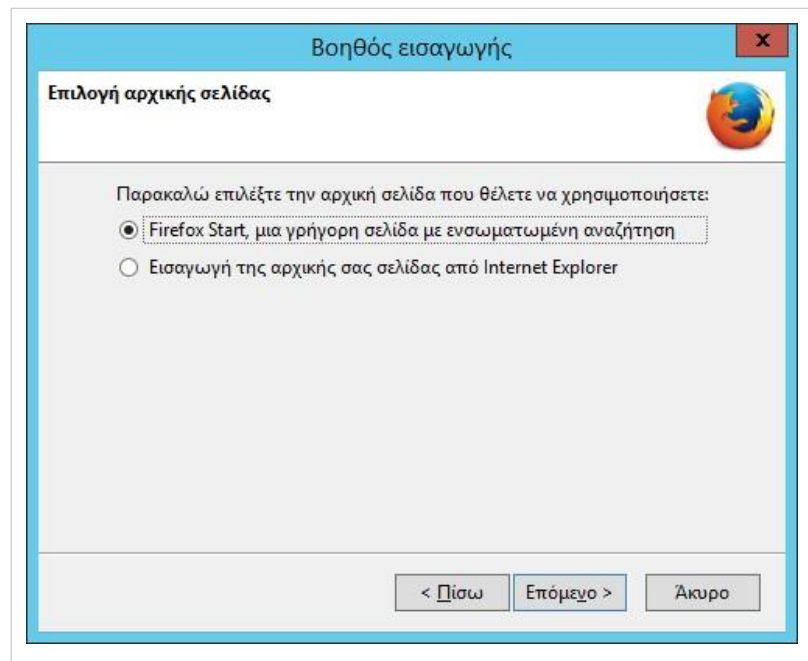 Βοηθός εισαγωγής
x
Επιλογή αρχικής σελίδας
Παρακαλώ επιλέξτε την αρχική σελίδα που θέλετε να χρησιμοποιήσετε:
Firefox Start, μια γρήγορη σελίδα με ενσωματωμένη αναζήτηση
Εισαγωγή της αρχικής σας σελίδας από Internet Explorer
< Πίσω Επόμενο > Άκυρο